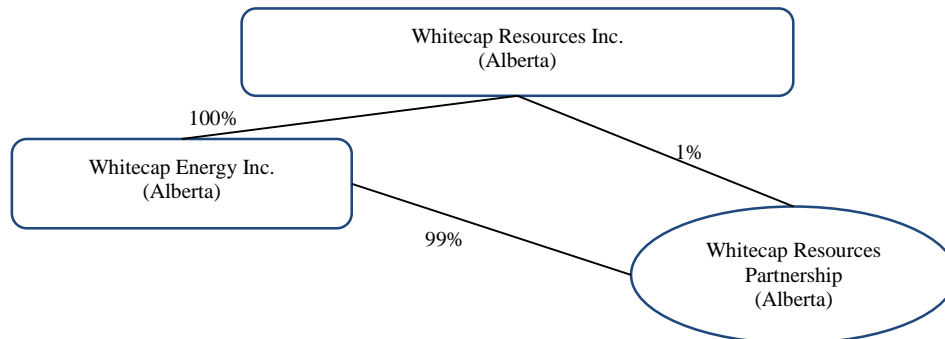 Whitecap Resources Inc.
(Alberta)
100%
1%
Whitecap Energy Inc.
(Alberta)
99%
Whitecap Resources
Partnership
(Alberta)